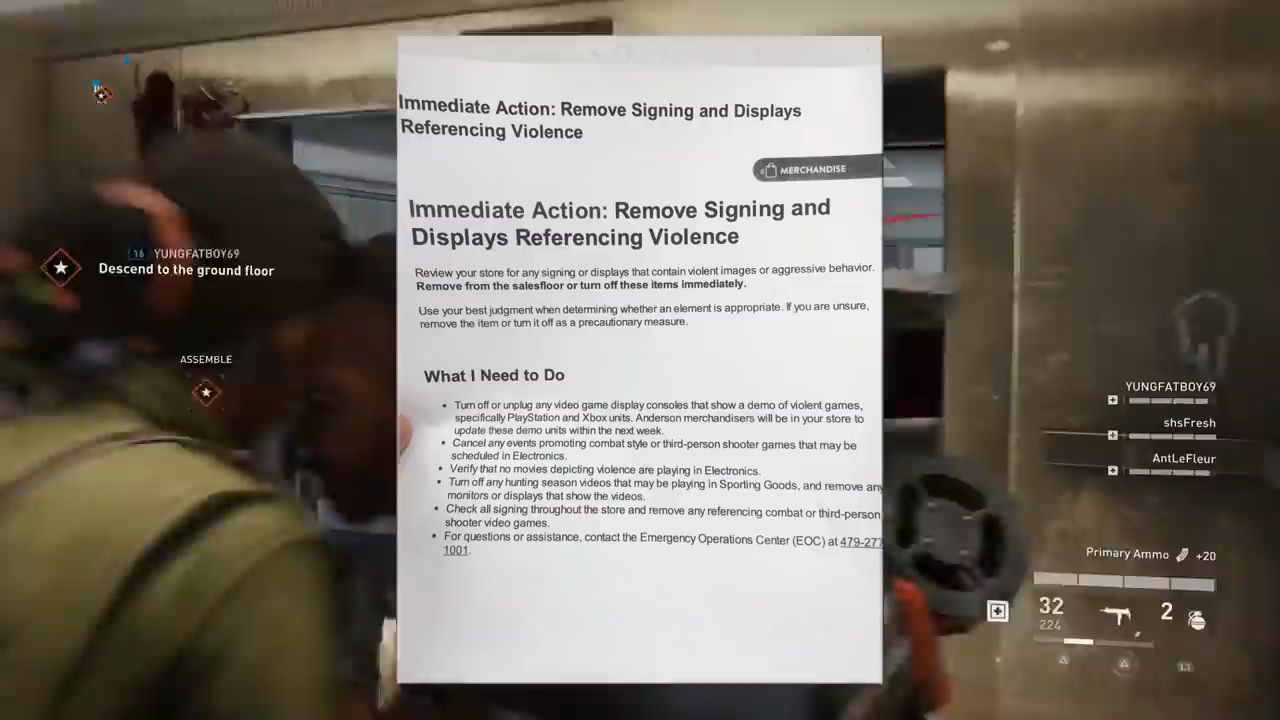 Immediate Action: Remove Signing and Displays
Referencing Violence
MERCHANDISE
Immediate Action: Remove Signing and
Displays Referencing Violence
Review your store for any signing or displays that contain violent images or aggressive behavior.
Remove from the salesfloor or turn off these items immediately.
Use your best judgment when determining whether an element is appropriate. If you are unsure,
remove the item or turn it off as a precautionary measure.
What I Need to Do
• Turn off or unplug any video game display consoles that show a demo of violent games,
specifically PlayStation and Xbox units. Anderson merchandisers will be in your store to
update these demo units within the next week.
• Cancel any events promoting combat style or third-person shooter games that may be
scheduled in Electronics.
• Verify that no movies depicting violence are playing in Electronics.
• Turn off any hunting season videos that may be playing in Sporting Goods, and remove any
monitors or displays that show the videos.
• Check all signing throughout the store and remove any referencing combat or third-person
shooter video games.
• For questions or assistance, contact the Emergency Operations Center (EOC) at 479-277
1001.
16 YUNGFATBOY69
Descend to the ground floor
ASSEMBLE
YUNGFATBOY69
shsFresh
AntLeFleur
Primary Ammo +20
32 2
224
L1